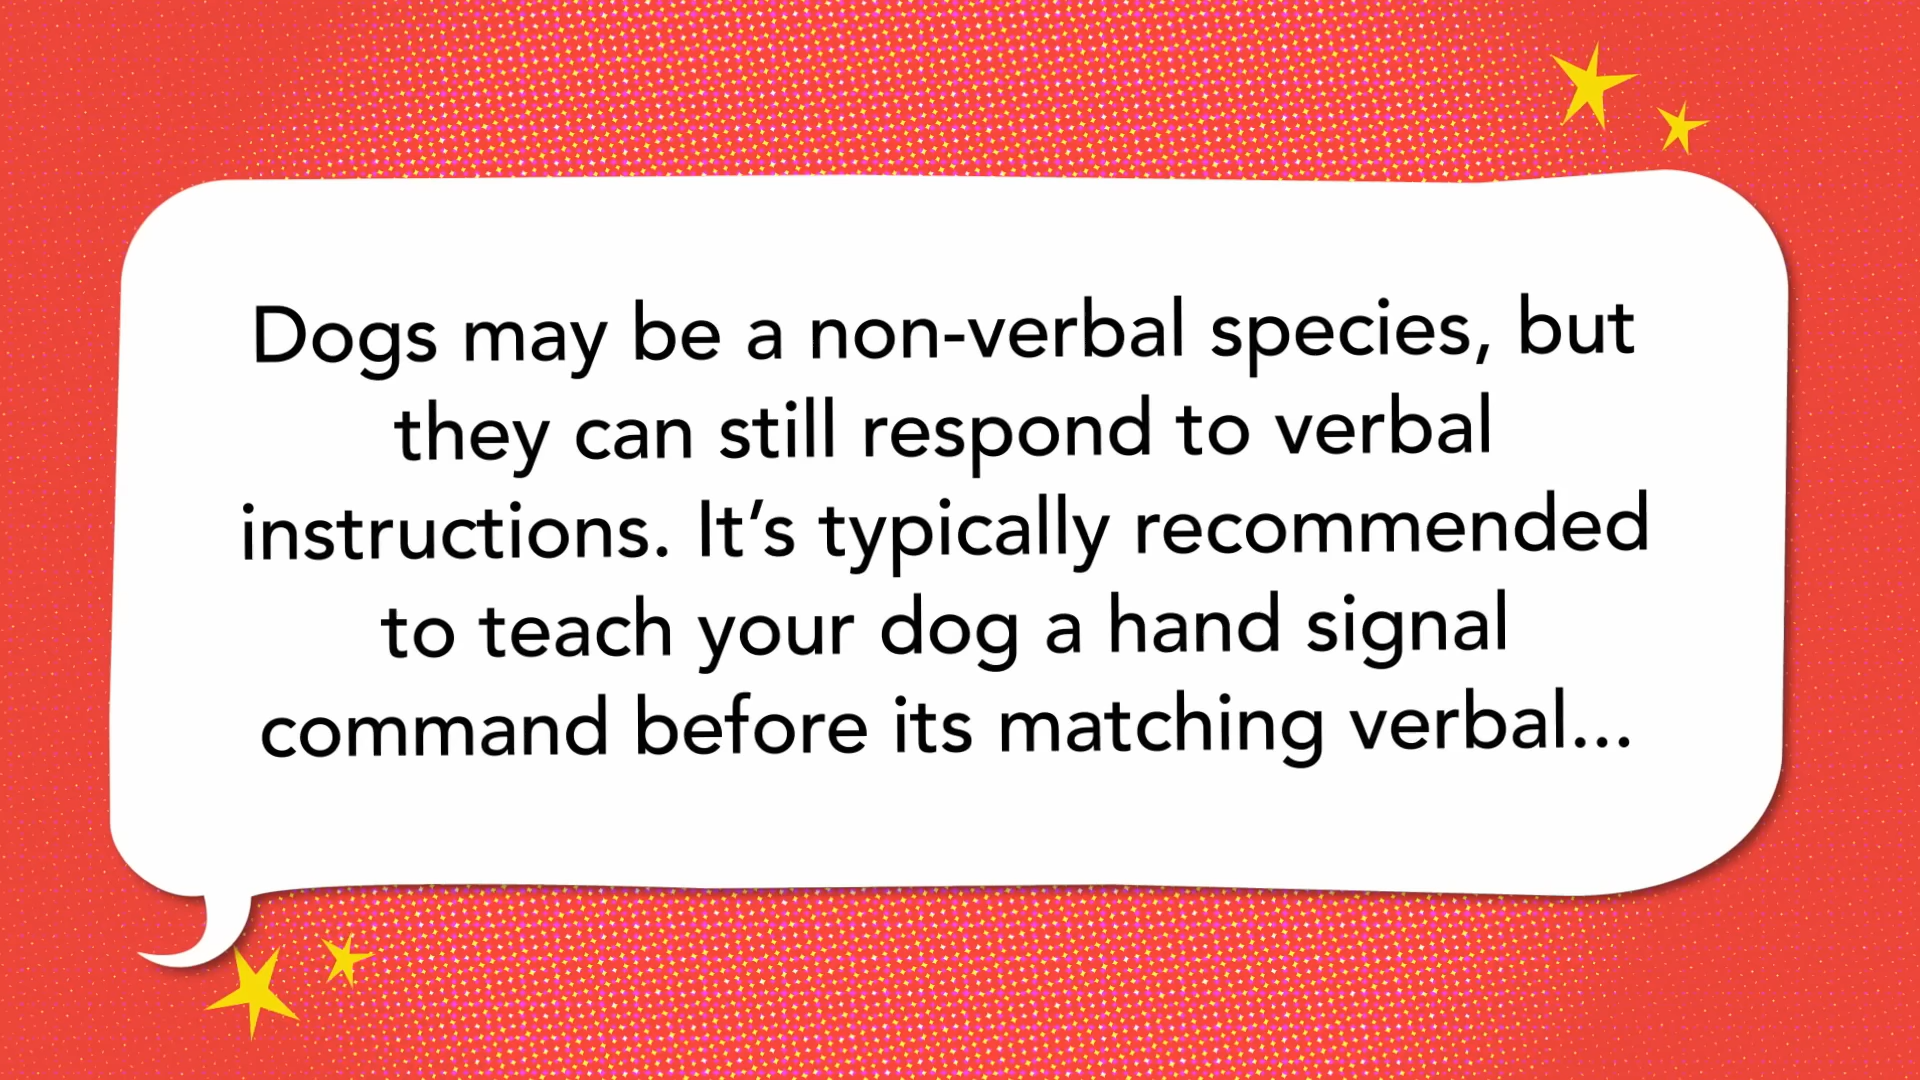 Dogs may be a non-verbal species, but
they can still respond to verbal
instructions. It’s typically recommended
to teach your dog a hand signal
command before its matching verbal...